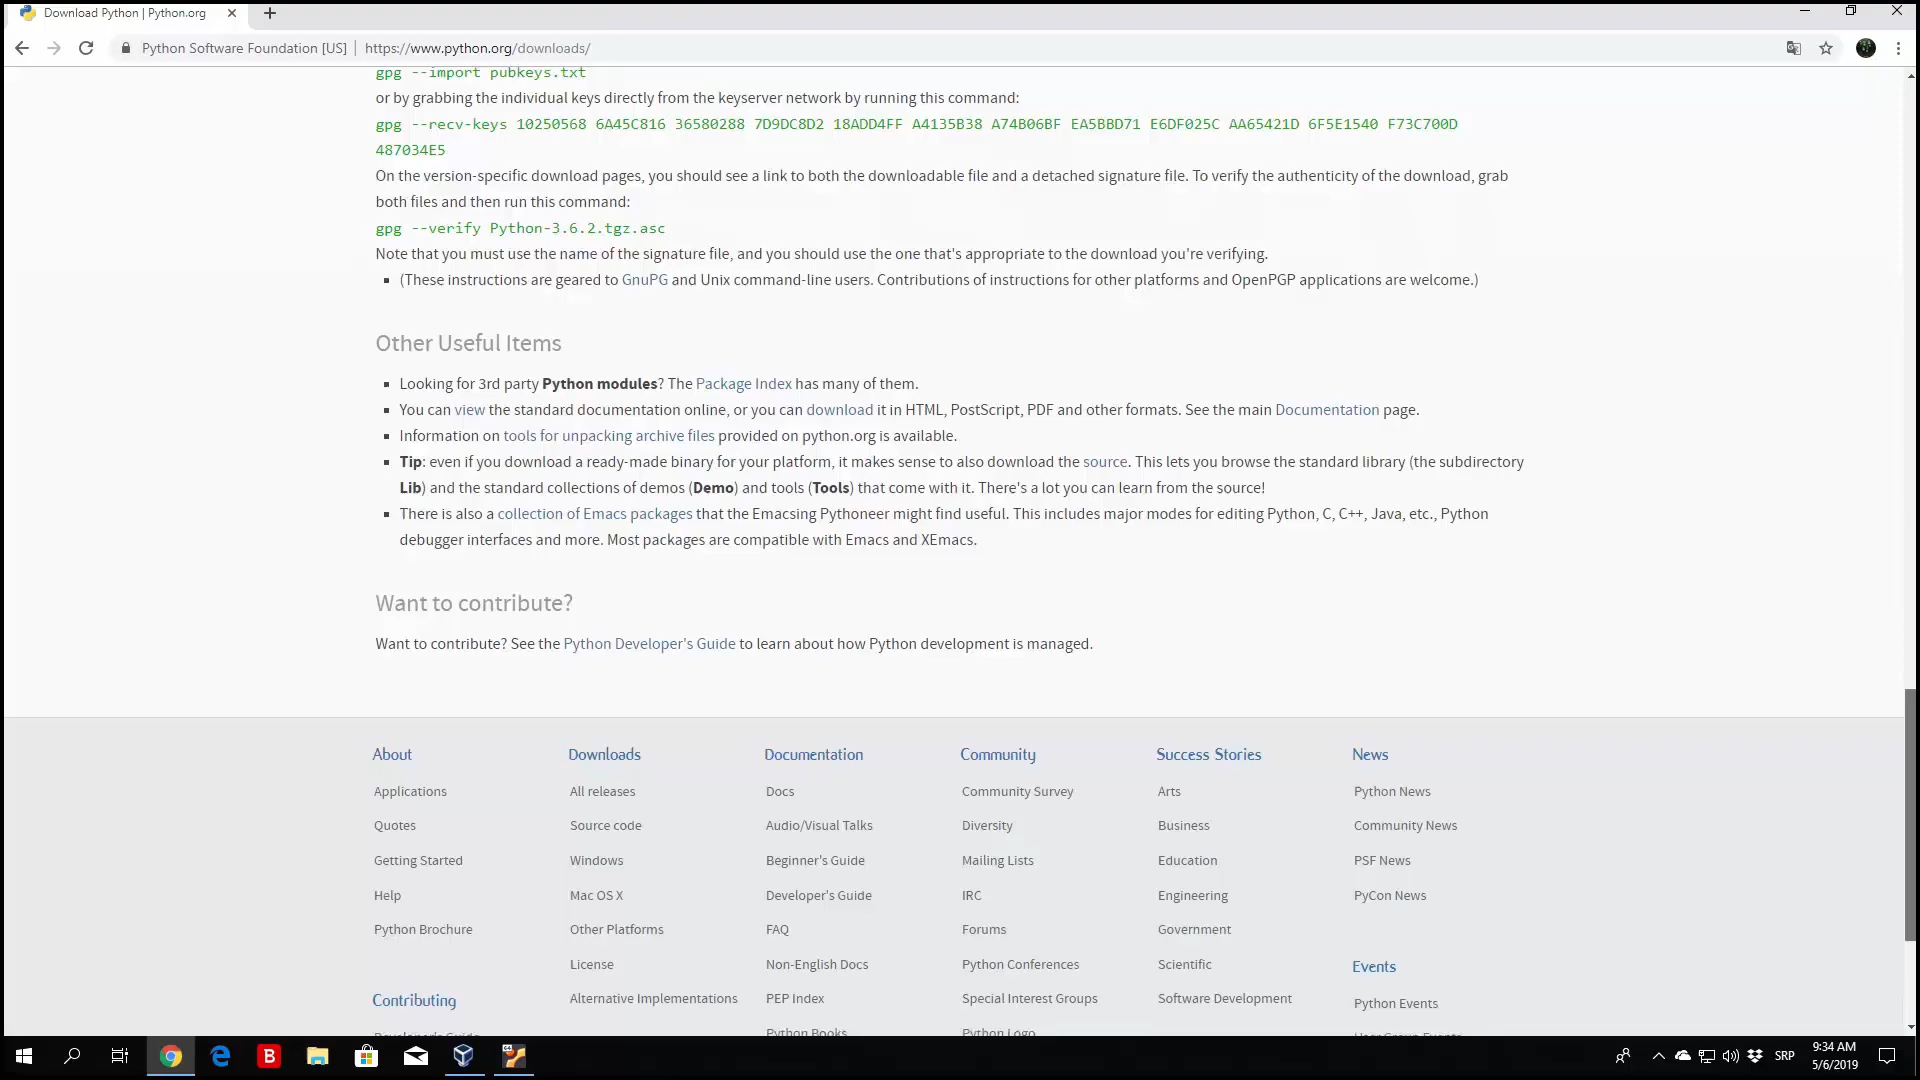 Download Python | Python.org
Python Software Foundation [US] https://www.python.org/downloads/
gpg --import pubkeys.txt
or by grabbing the individual keys directly from the keyserver network by running this command:
gpg --recv-keys 10250568 6A45C816 36580288 7D9DC8D2 18ADD4FF A4135B38 A74B06BF EA5BBD71 E6DF025C AA65421D 6F5E1540 F73C700D
487034E5
On the version-specific download pages, you should see a link to both the downloadable file and a detached signature file. To verify the authenticity of the download, grab
both files and then run this command:
gpg --verify Python-3.6.2.tgz.asc
Note that you must use the name of the signature file, and you should use the one that's appropriate to the download you're verifying.
(These instructions are geared to GnuPG and Unix command-line users. Contributions of instructions for other platforms and OpenPGP applications are welcome.)
Other Useful Items
Looking for 3rd party Python modules? The Package Index has many of them.
You can view the standard documentation online, or you can download it in HTML, PostScript, PDF and other formats. See the main Documentation page.
Information on tools for unpacking archive files provided on python.org is available.
Tip: even if you download a ready-made binary for your platform, it makes sense to also download the source. This lets you browse the standard library (the subdirectory
Lib) and the standard collections of demos (Demo) and tools (Tools) that come with it. There's a lot you can learn from the source!
There is also a collection of Emacs packages that the Emacsing Pythoneer might find useful. This includes major modes for editing Python, C, C++, Java, etc., Python
debugger interfaces and more. Most packages are compatible with Emacs and XEmacs.
Want to contribute?
Want to contribute? See the Python Developer's Guide to learn about how Python development is managed.
About
Applications
Quotes
Getting Started
Help
Python Brochure
Contributing
Developer's Guide
Downloads
All releases
Source code
Windows
Mac OS X
Other Platforms
License
Alternative Implementations
Documentation
Docs
Audio/Visual Talks
Beginner's Guide
Developer's Guide
FAQ
Non-English Docs
PEP Index
Python Books
Community
Community Survey
Diversity
Mailing Lists
IRC
Forums
Python Conferences
Special Interest Groups
Python Logo
Success Stories
Arts
Business
Education
Engineering
Government
Scientific
Software Development
News
Python News
Community News
PSF News
PyCon News
Events
Python Events
User Group Events
B
64
SRP
9:34 AM
5/6/2019